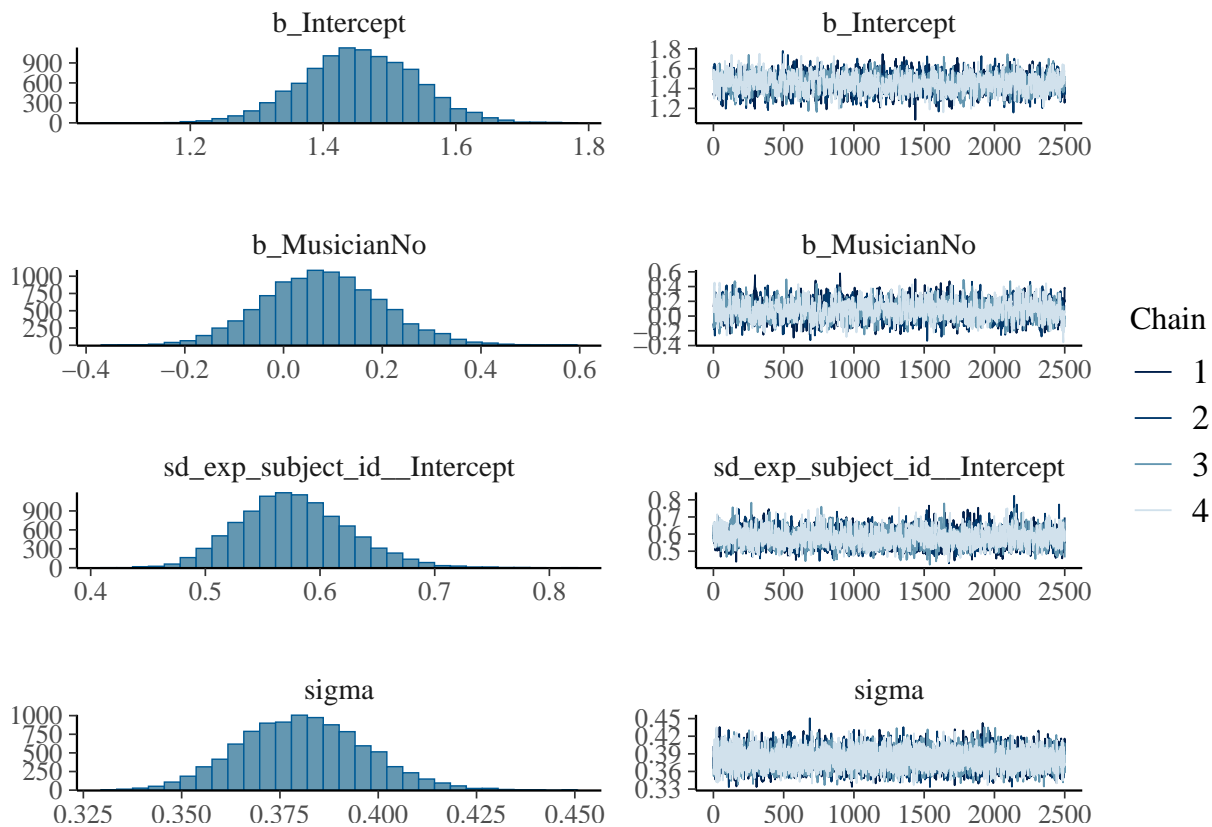 b_Intercept
900
600
300
0
1.2 1.4 1.6 1.8
b_Intercept
1.8
1.6
1.4
1.2
0 500 1000 1500 2000 2500
b_MusicianNo
1000
750
500
250
0
−0.4 −0.2 0.0 0.2 0.4 0.6
b_MusicianNo
0.6
0.4
0.2
0.0
−0.2
−0.4
0 500 1000 1500 2000 2500
sd_exp_subject_id__Intercept
900
600
300
0
0.4 0.5 0.6 0.7 0.8
sd_exp_subject_id__Intercept
0.8
0.7
0.6
0.5
0 500 1000 1500 2000 2500
sigma
1000
750
500
250
0
0.325 0.350 0.375 0.400 0.425 0.450
sigma
0.45
0.42
0.39
0.36
0.33
0 500 1000 1500 2000 2500
Chain
1
2
3
4